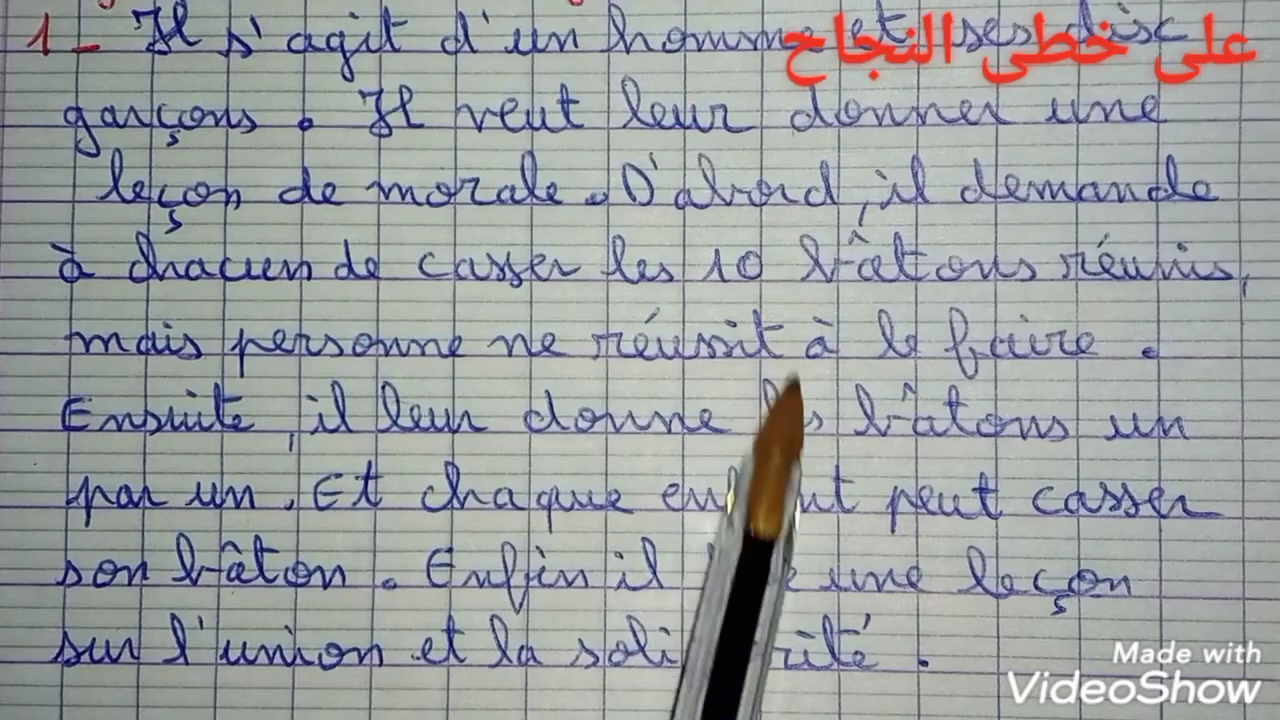 1 - Il s'agit d'un homme et ses dix
على خطى النجاح
garçons. Il veut leur donner une
leçon de morale. D'abord, il demande
à chacun de casser les 10 bâtons réunis,
mais personne ne réussit à le faire.
Ensuite, il leur donne les bâtons un
par un. Et chaque enfant peut casser
son bâton. Enfin il une leçon
sur l'union et la solidarité.
Made with
VideoShow